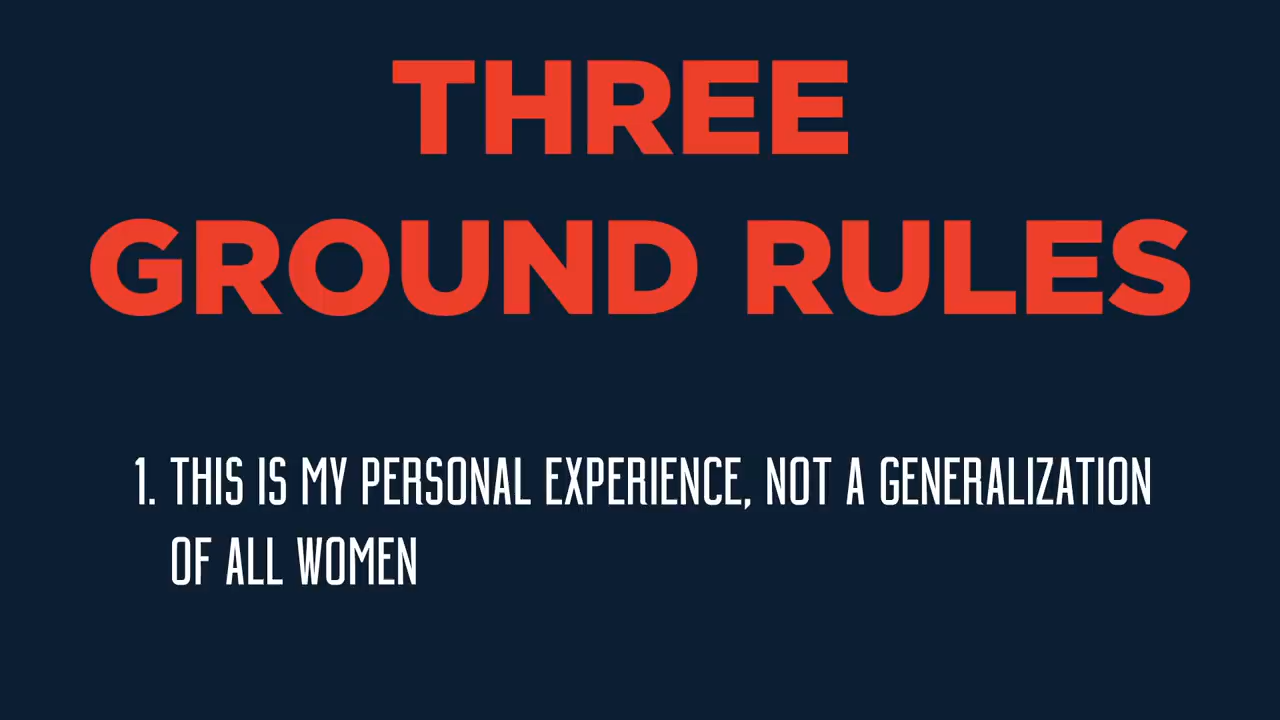 THREE
GROUND RULES
1. THIS IS MY PERSONAL EXPERIENCE, NOT A GENERALIZATION
OF ALL WOMEN